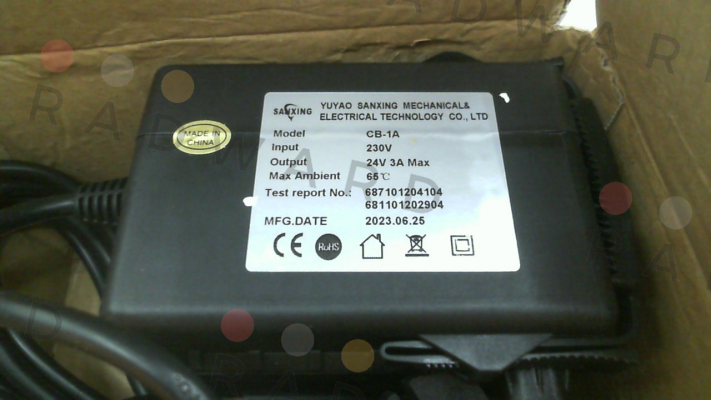 SANXING
YUYAO SANXING MECHANICAL&
ELECTRICAL TECHNOLOGY CO., LTD
MADE IN
CHINA
Model CB-1A
Input 230V
Output 24V 3A Max
Max Ambient 65℃
Test report No.: 687101204104
681101202904
MFG.DATE 2023.06.25
CE RoHS
RADWARD